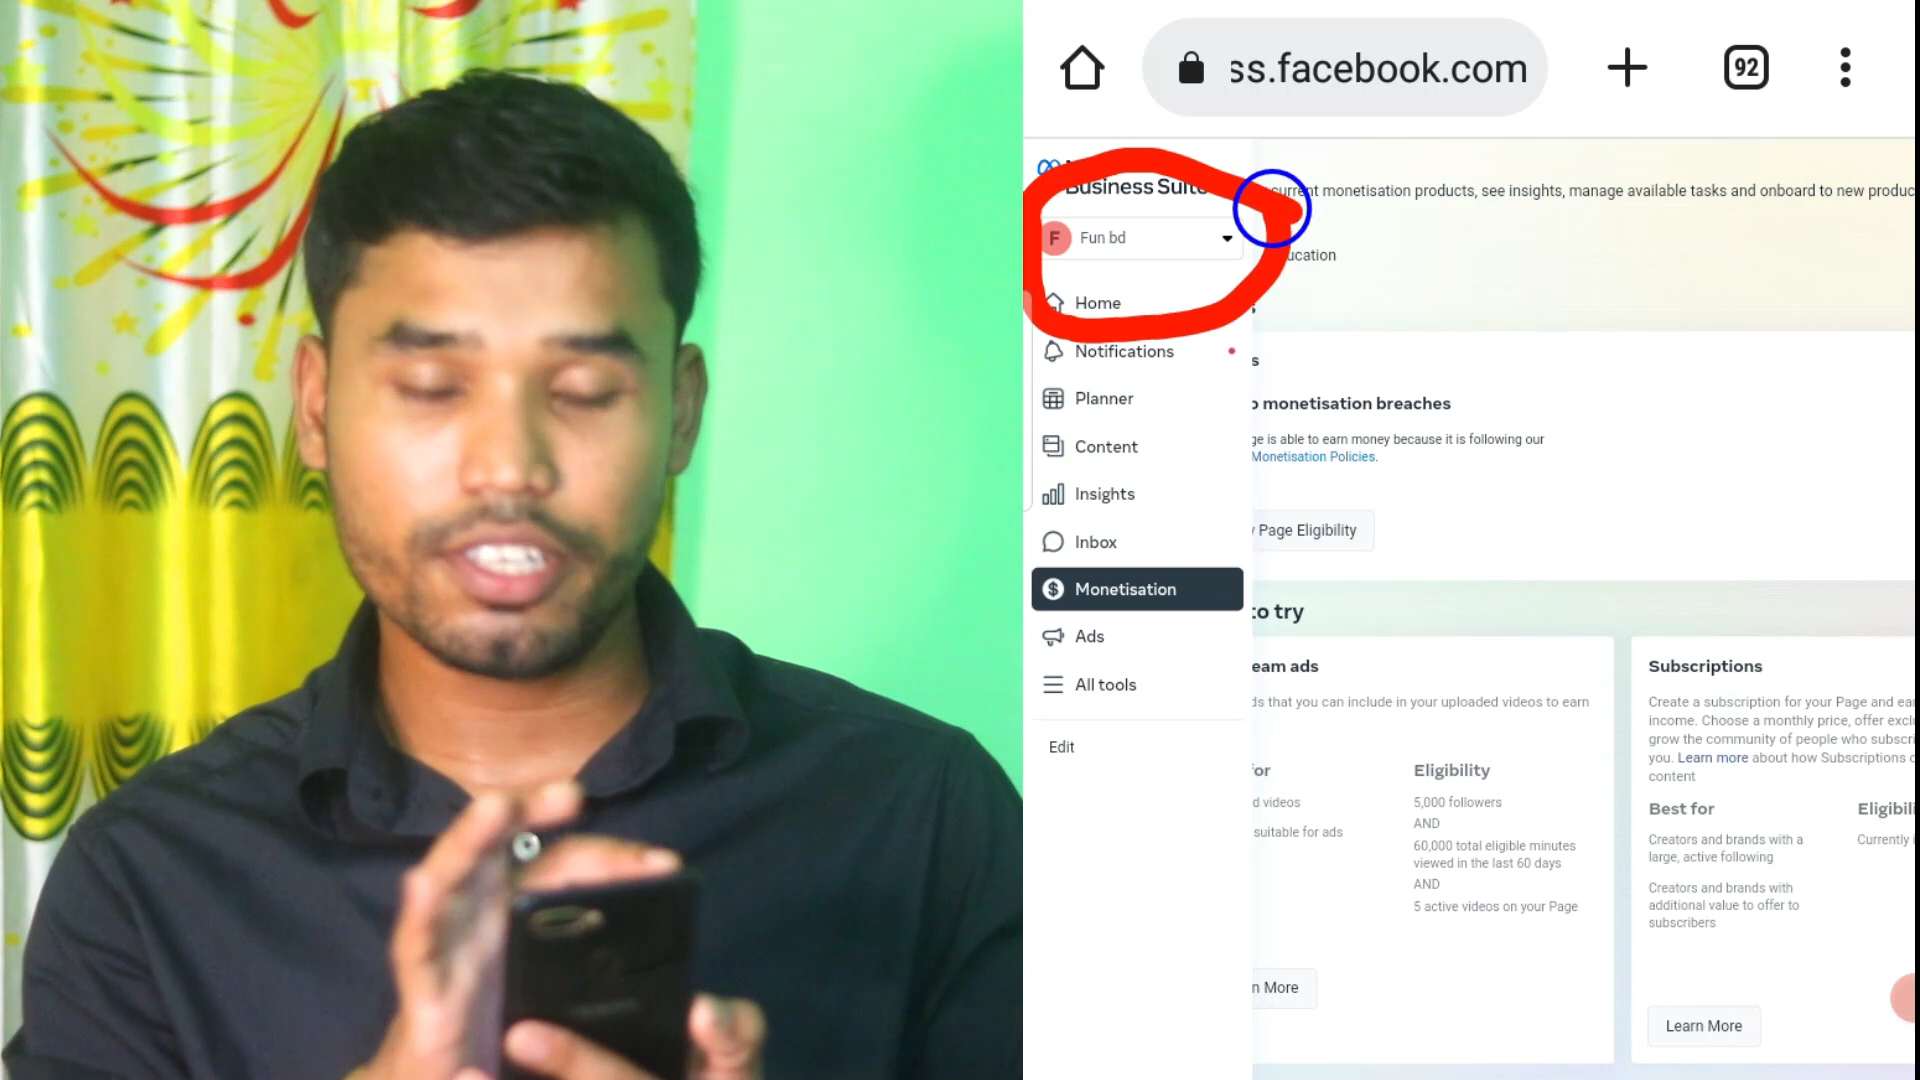 ss.facebook.com
92
Business Suite
current monetisation products, see insights, manage available tasks and onboard to new produc
F
Fun bd
Home
Notifications
Planner
monetisation breaches
is able to earn money because it is following our
Content
Monetisation Policies.
Insights
Inbox
Page Eligibility
Monetisation
to try
Ads
eam ads
Subscriptions
All tools
that you can include in your uploaded videos to earn
Create a subscription for your Page and ea
income. Choose a monthly price, offer excl
grow the community of people who subscr
you. Learn more about how Subscriptions
content
Edit
or
Eligibility
videos
suitable for ads
5,000 followers
AND
60,000 total eligible minutes
viewed in the last 60 days
AND
5 active videos on your Page
Best for
Eligibili
Creators and brands with a
large, active following
Currently
Creators and brands with
additional value to offer to
subscribers
n More
Learn More